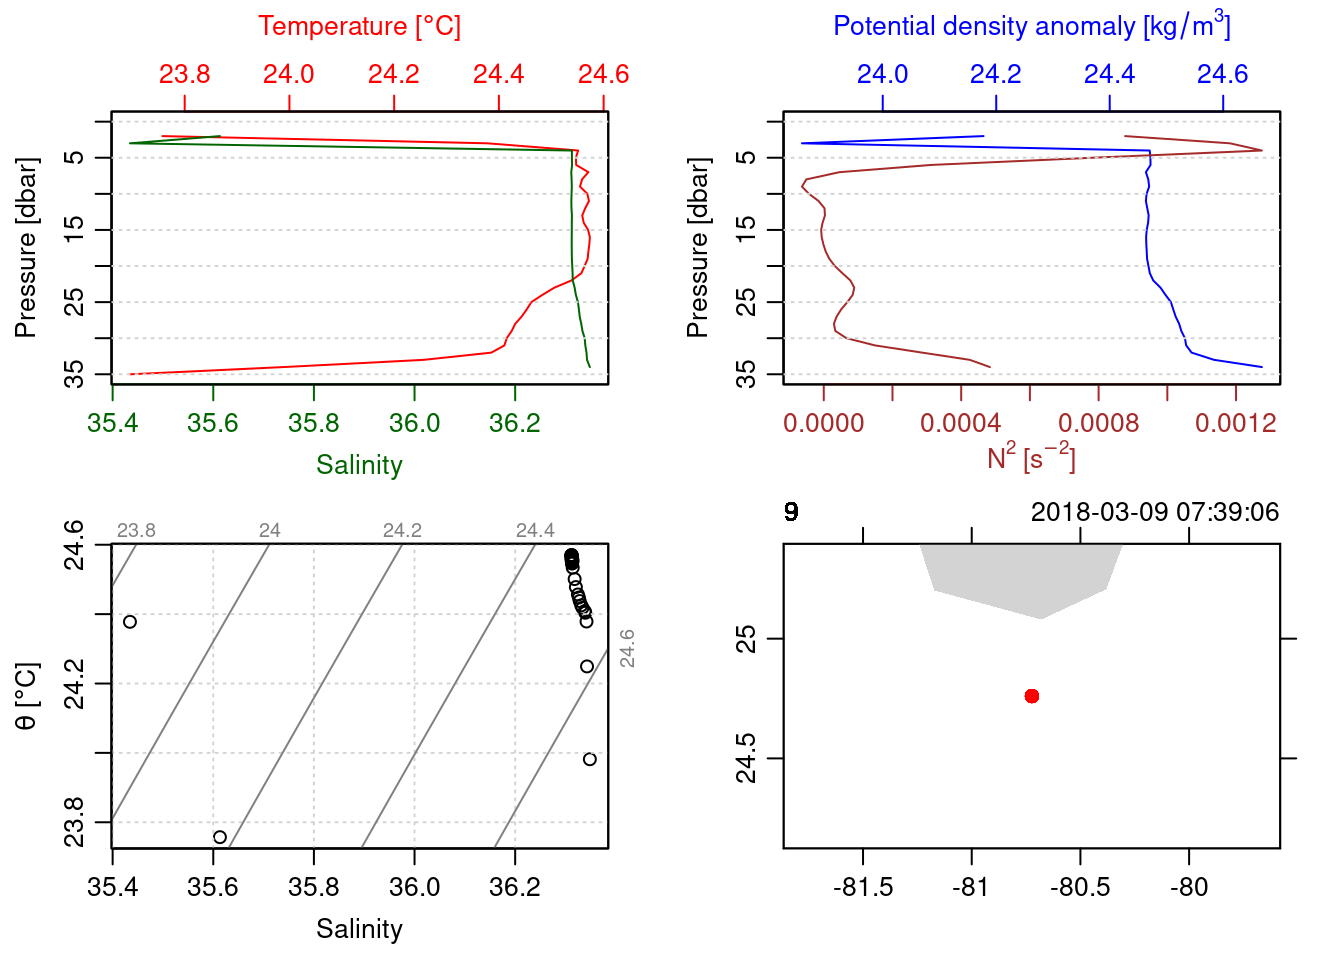 Temperature [°C]
23.8 24.0 24.2 24.4 24.6
Pressure [dbar]
5 15 25 35
35.4 35.6 35.8 36.0 36.2
Salinity
Potential density anomaly [kg/m³]
24.0 24.2 24.4 24.6
Pressure [dbar]
5 15 25 35
0.0000 0.0004 0.0008 0.0012
N² [s⁻²]
23.8 24 24.2 24.4
24.6
θ [°C]
24.6 24.2 23.8
35.4 35.6 35.8 36.0 36.2
Salinity
2018-03-09 07:39:06
25 24.5
-81.5 -81 -80.5 -80